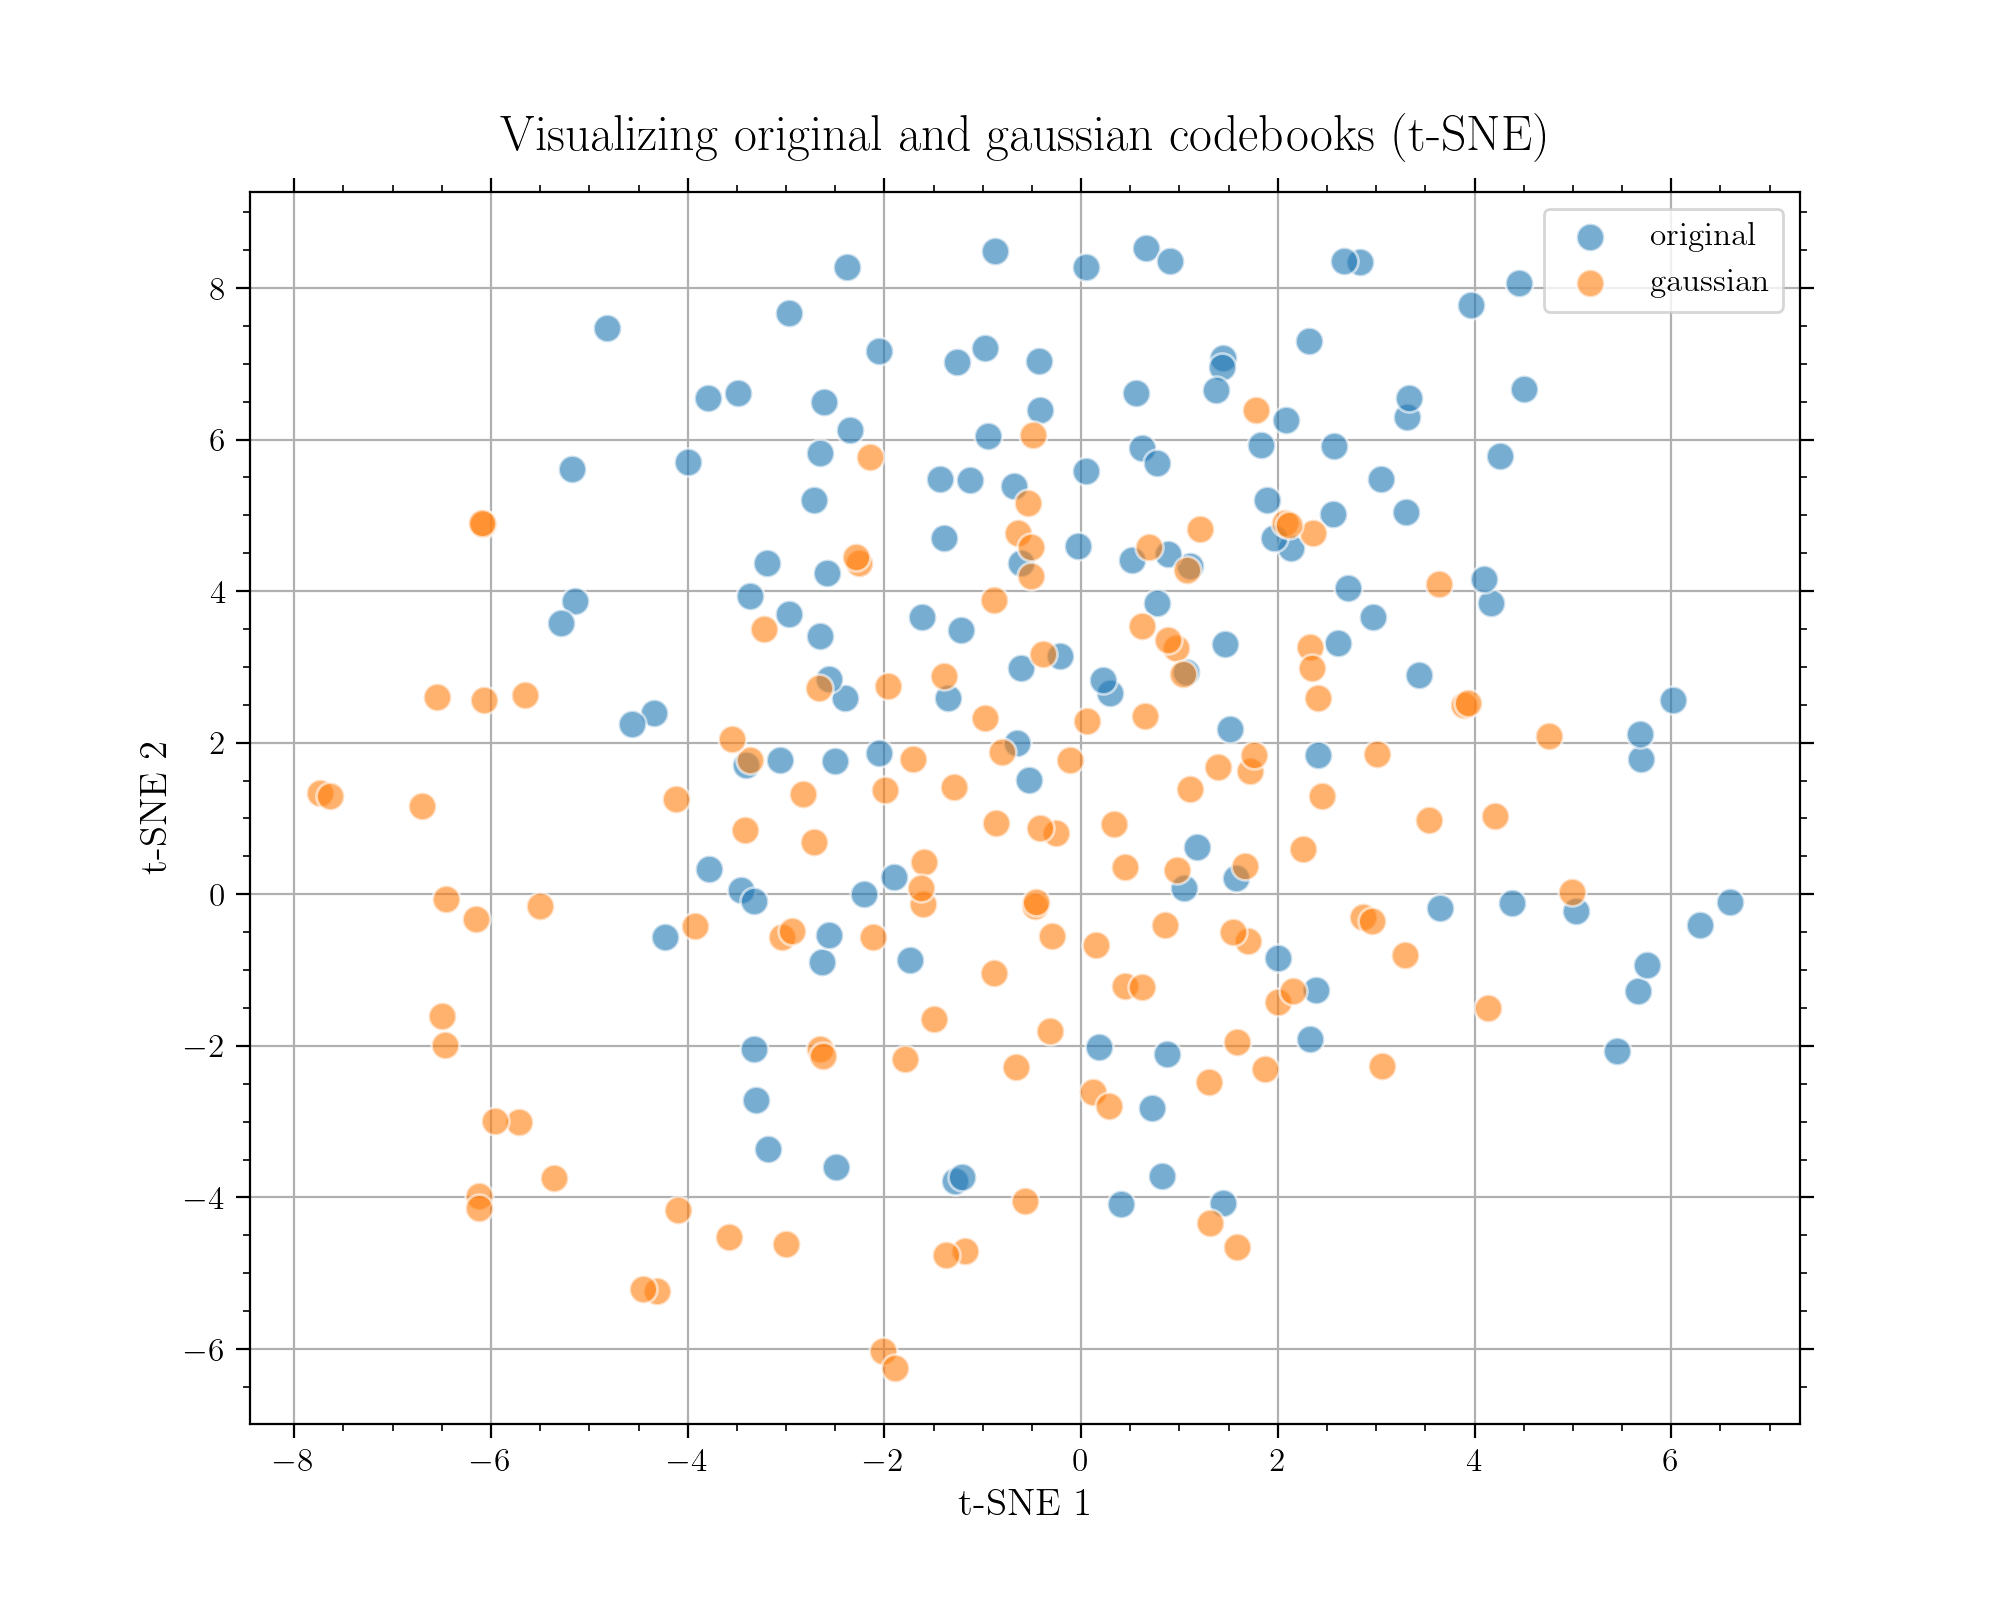 Visualizing original and gaussian codebooks (t-SNE)
original
gaussian
t-SNE 2
8
6
4
2
0
−2
−4
−6
−8 −6 −4 −2 0 2 4 6
t-SNE 1